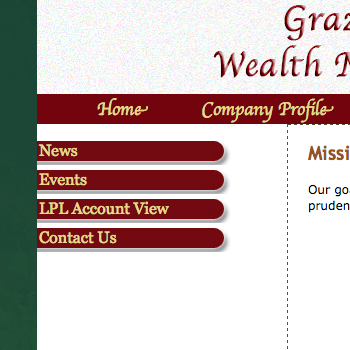 Graz
Wealth
Home Company Profile
News
Events
LPL Account View
Contact Us
Missi
Our go
pruden